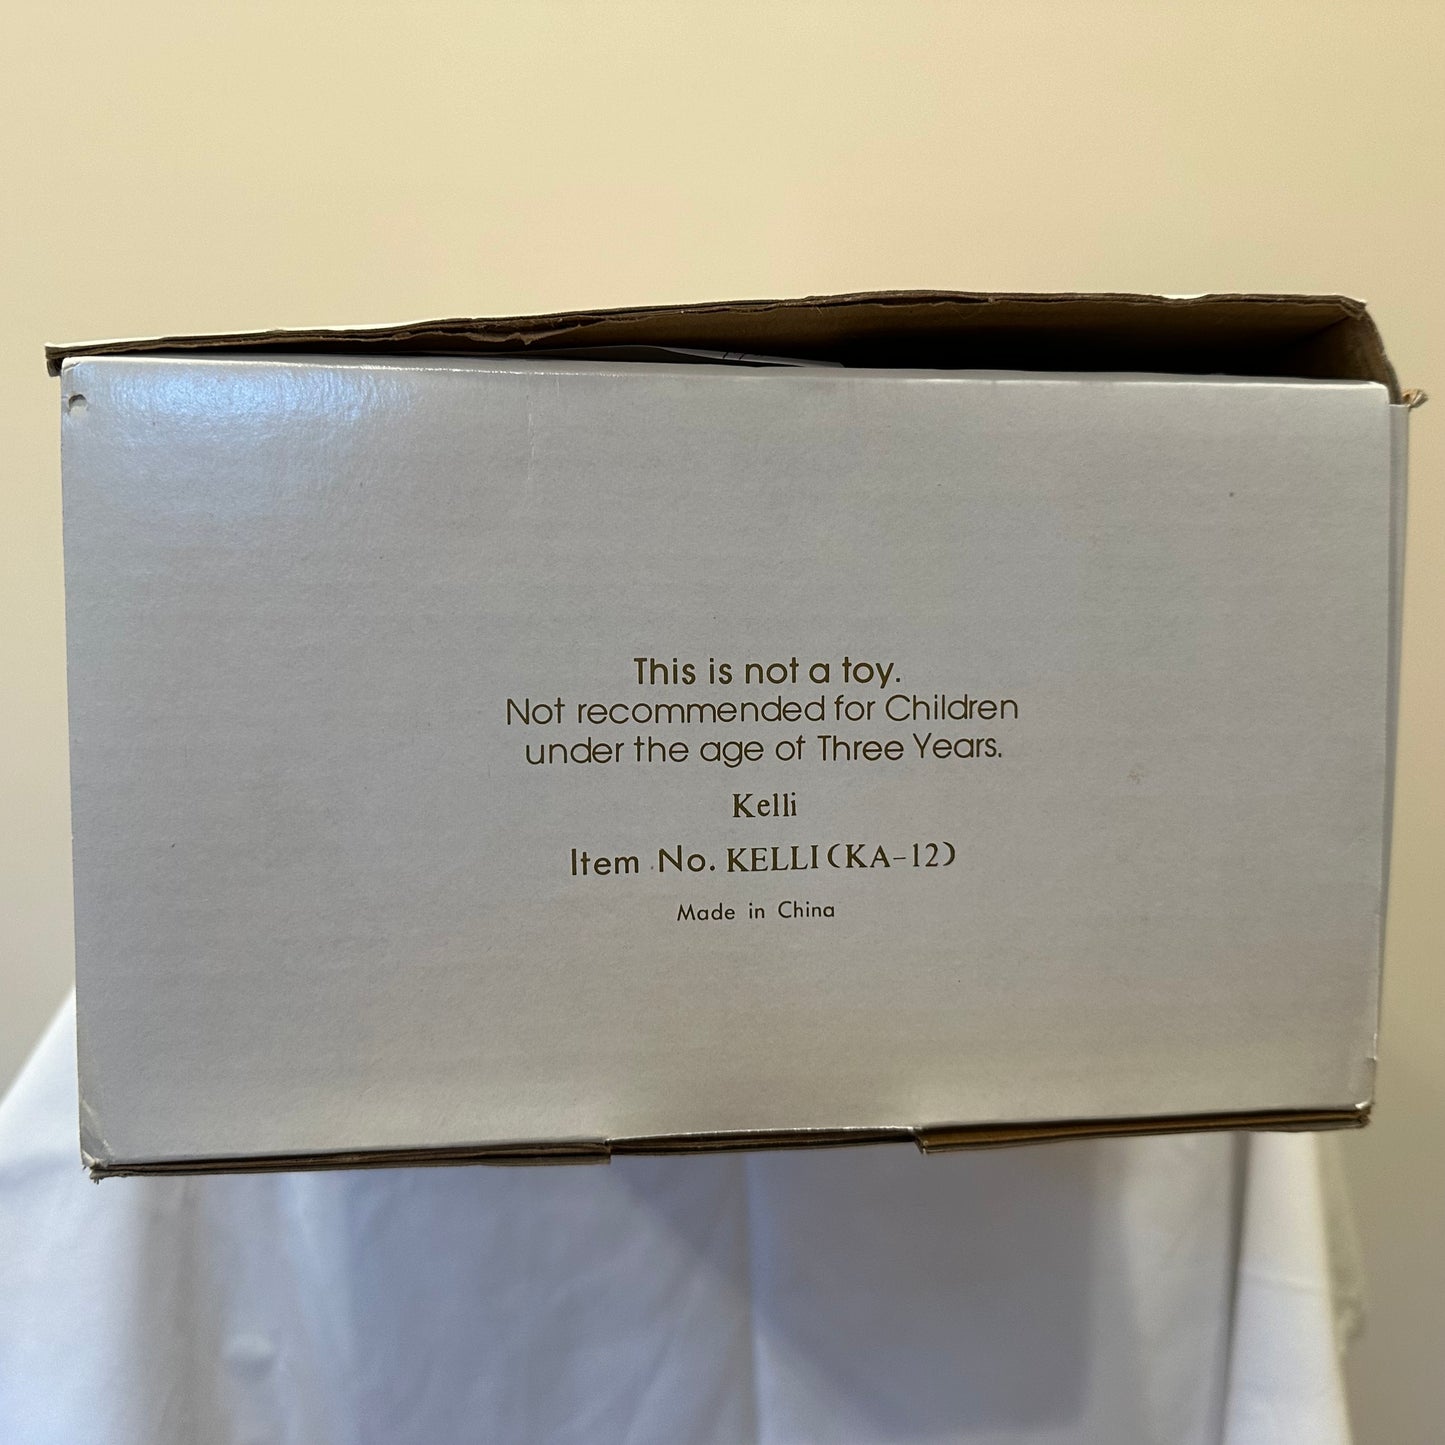 This is not a toy.
Not recommended for Children
under the age of Three Years.
Kelli
Item No. KELLI(KA-12)
Made in China